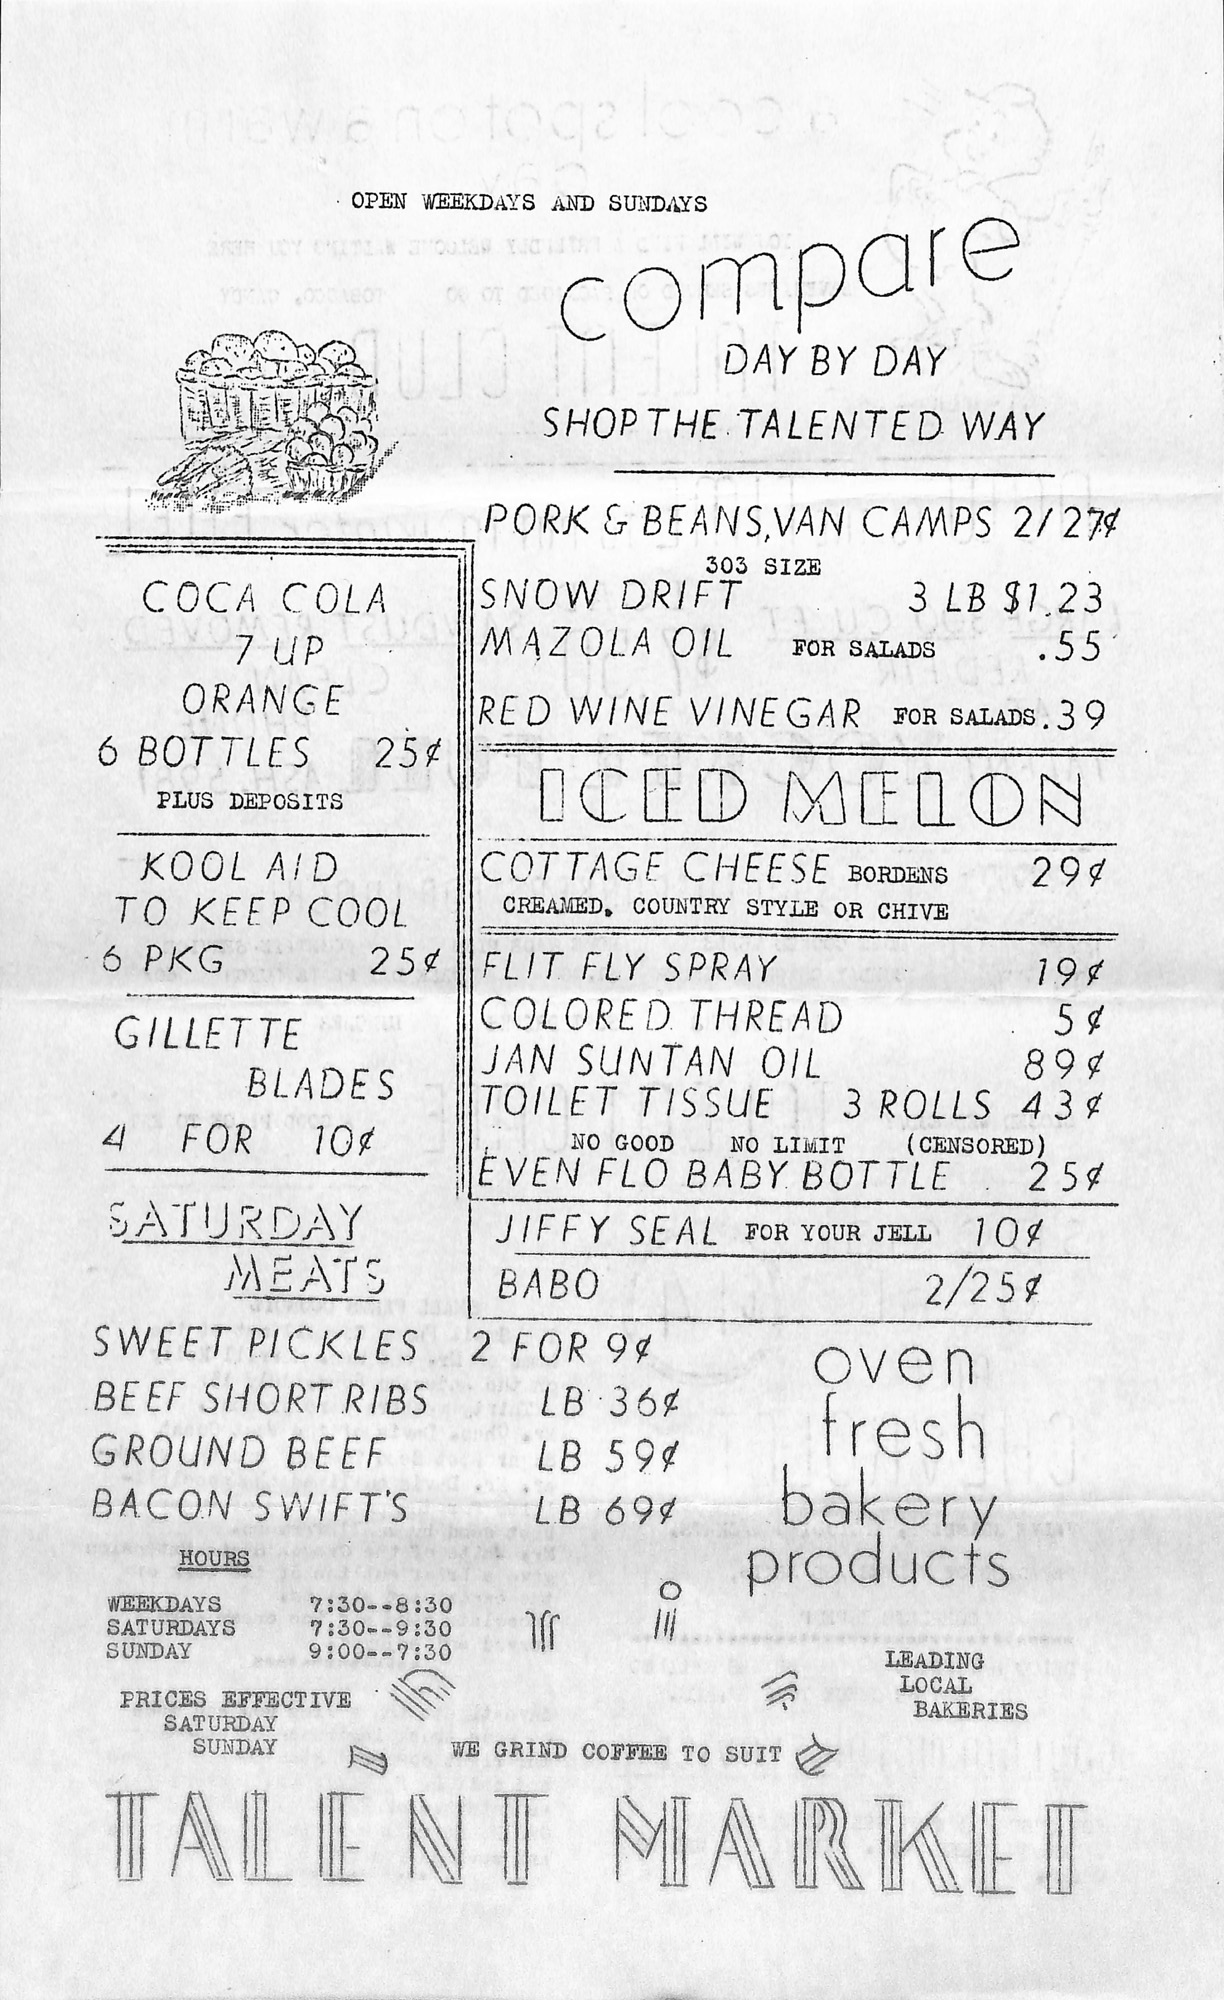 OPEN WEEKDAYS AND SUNDAYS
compare
DAY BY DAY
SHOP THE TALENTED WAY
PORK & BEANS, VAN CAMPS 2/27¢
303 SIZE
SNOW DRIFT 3 LB $1.23
MAZOLA OIL FOR SALADS .55
RED WINE VINEGAR FOR SALADS .39
ICED MELON
COTTAGE CHEESE BORDENS 29¢
CREAMED, COUNTRY STYLE OR CHIVE
FLIT FLY SPRAY 19¢
COLORED THREAD 5¢
JAN SUNTAN OIL 89¢
TOILET TISSUE 3 ROLLS 43¢
NO GOOD NO LIMIT (CENSORED)
EVEN FLO BABY BOTTLE 25¢
JIFFY SEAL FOR YOUR JELL 10¢
BABO 2/25¢
COCA COLA
7 UP
ORANGE
6 BOTTLES 25¢
PLUS DEPOSITS
KOOL AID
TO KEEP COOL
6 PKG 25¢
GILLETTE
BLADES
4 FOR 10¢
SATURDAY
MEATS
SWEET PICKLES 2 FOR 9¢
BEEF SHORT RIBS LB 36¢
GROUND BEEF LB 59¢
BACON SWIFT'S LB 69¢
oven
fresh
bakery
products
HOURS
WEEKDAYS 7:30--8:30
SATURDAYS 7:30--9:30
SUNDAY 9:00--7:30
LEADING
LOCAL
BAKERIES
PRICES EFFECTIVE
SATURDAY
SUNDAY
WE GRIND COFFEE TO SUIT
TALENT MARKET